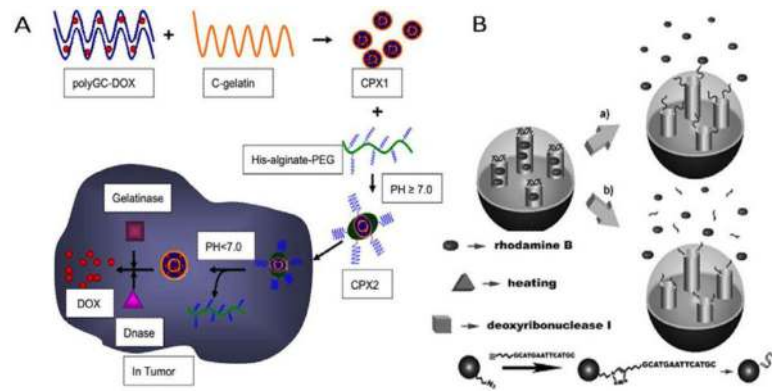 A
polyGC-DOX
+
C-gelatin
CPX1
+
His-alginate-PEG
PH ≥ 7.0
CPX2
Gelatinase
PH<7.0
DOX
Dnase
In Tumor
B
a)
b)
rhodamine B
heating
deoxyribonuclease I
GCATGAATTCATGC
N₃
GCATGAATTCATGC